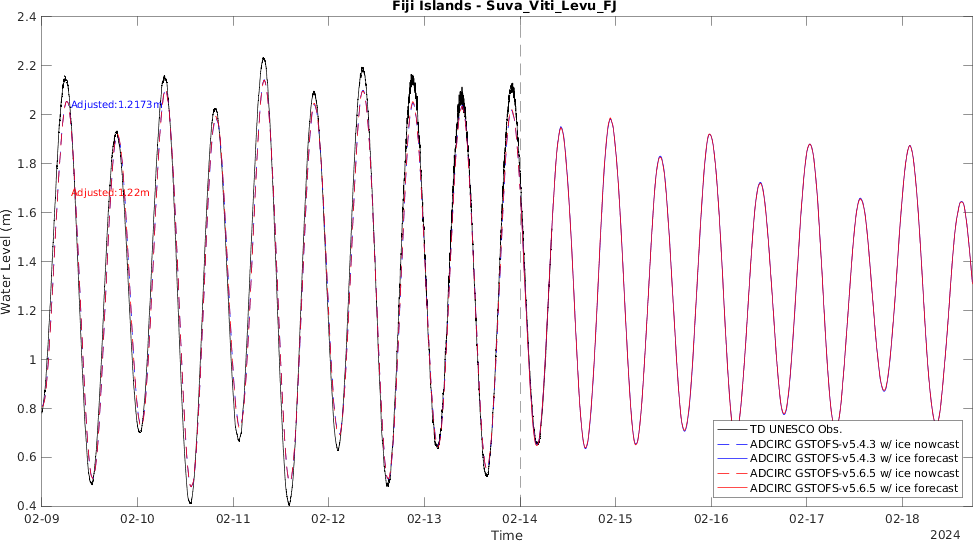 Fiji Islands - Suva_Viti_Levu_FJ
2.4
2.2
2
1.8
1.6
1.4
1.2
1
0.8
0.6
0.4
Water Level (m)
Adjusted:1.2173m
Adjusted:1.22m
TD UNESCO Obs.
ADCIRC GSTOFS-v5.4.3 w/ ice nowcast
ADCIRC GSTOFS-v5.4.3 w/ ice forecast
ADCIRC GSTOFS-v5.6.5 w/ ice nowcast
ADCIRC GSTOFS-v5.6.5 w/ ice forecast
02-09 02-10 02-11 02-12 02-13 02-14 02-15 02-16 02-17 02-18
Time
2024